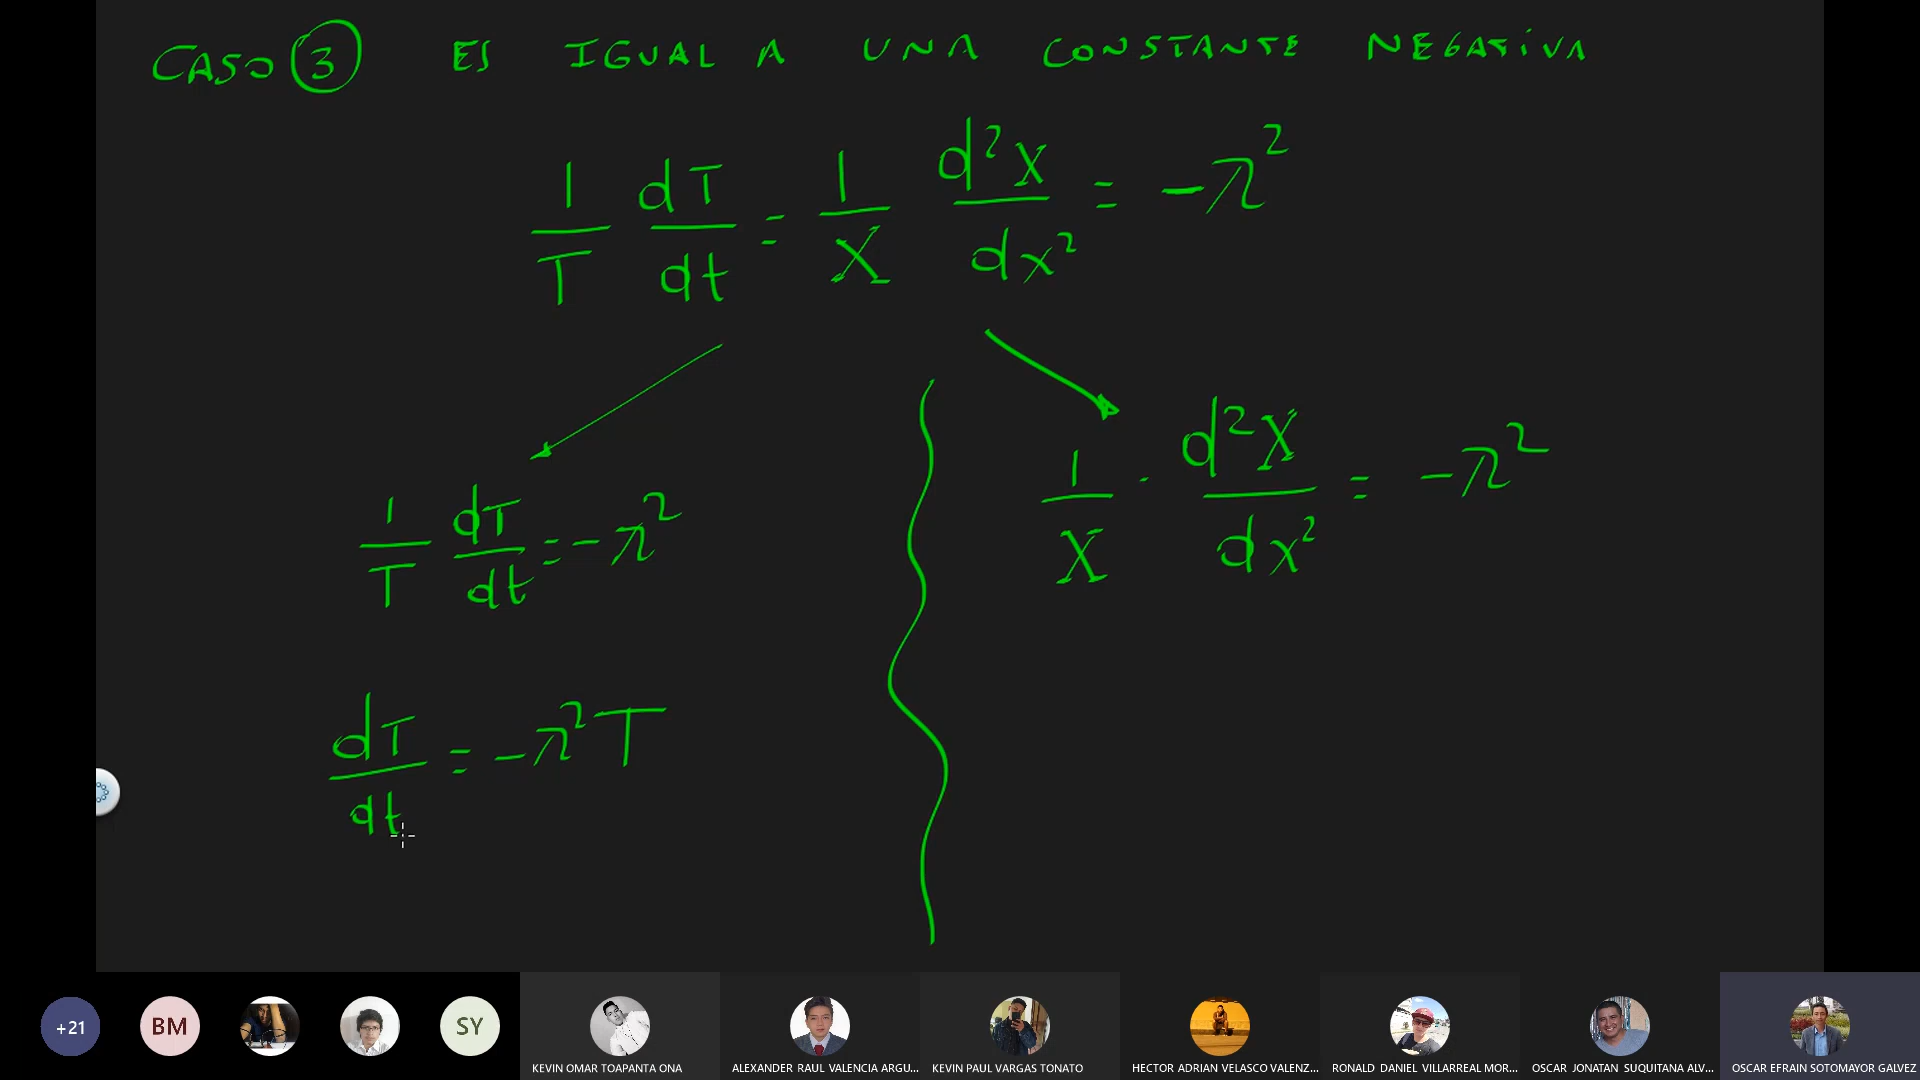 CASO 3 ES IGUAL A UNA CONSTANTE NEGATIVA
1/T dT/dt = 1/X d²X/dx² = -λ²
1/T dT/dt = -λ²
1/X · d²X/dx² = -λ²
dT/dt = -λ² T
+21
BM
SY
KEVIN OMAR TOAPANTA ONA
ALEXANDER RAUL VALENCIA ARGU...
KEVIN PAUL VARGAS TONATO
HECTOR ADRIAN VELASCO VALENZ...
RONALD DANIEL VILLARREAL MOR...
OSCAR JONATAN SUQUITANA ALV...
OSCAR EFRAIN SOTOMAYOR GALVEZ